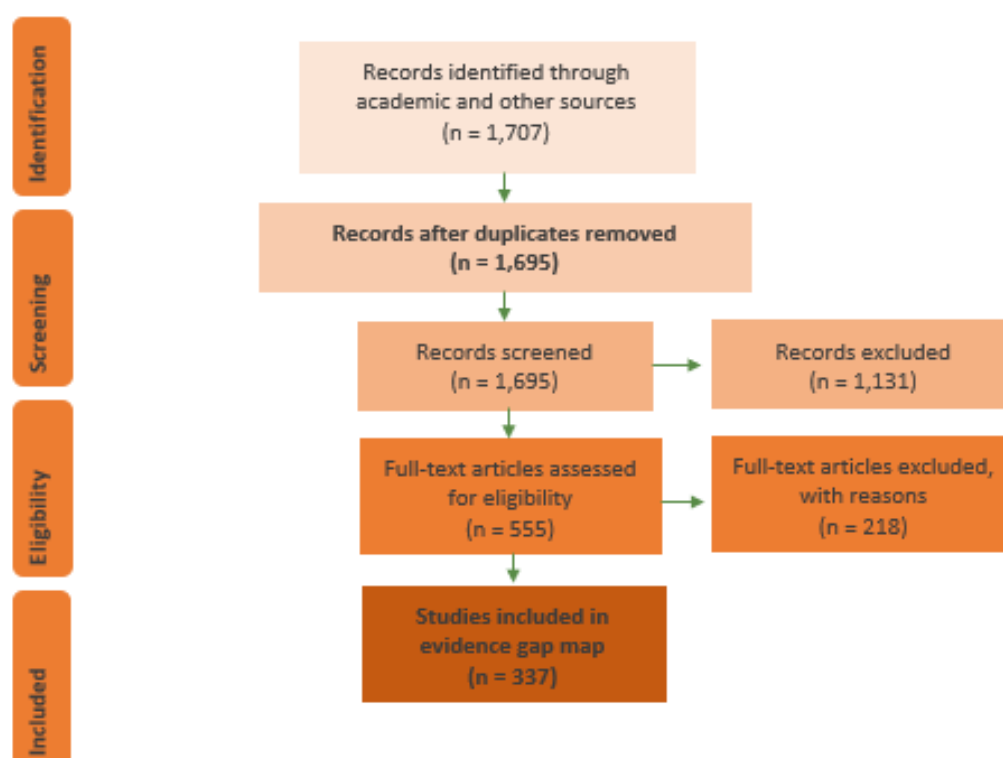 Identification
Records identified through
academic and other sources
(n = 1,707)
Screening
Records after duplicates removed
(n = 1,695)
Records screened
(n = 1,695)
Records excluded
(n = 1,131)
Eligibility
Full-text articles assessed
for eligibility
(n = 555)
Full-text articles excluded,
with reasons
(n = 218)
Included
Studies included in
evidence gap map
(n = 337)